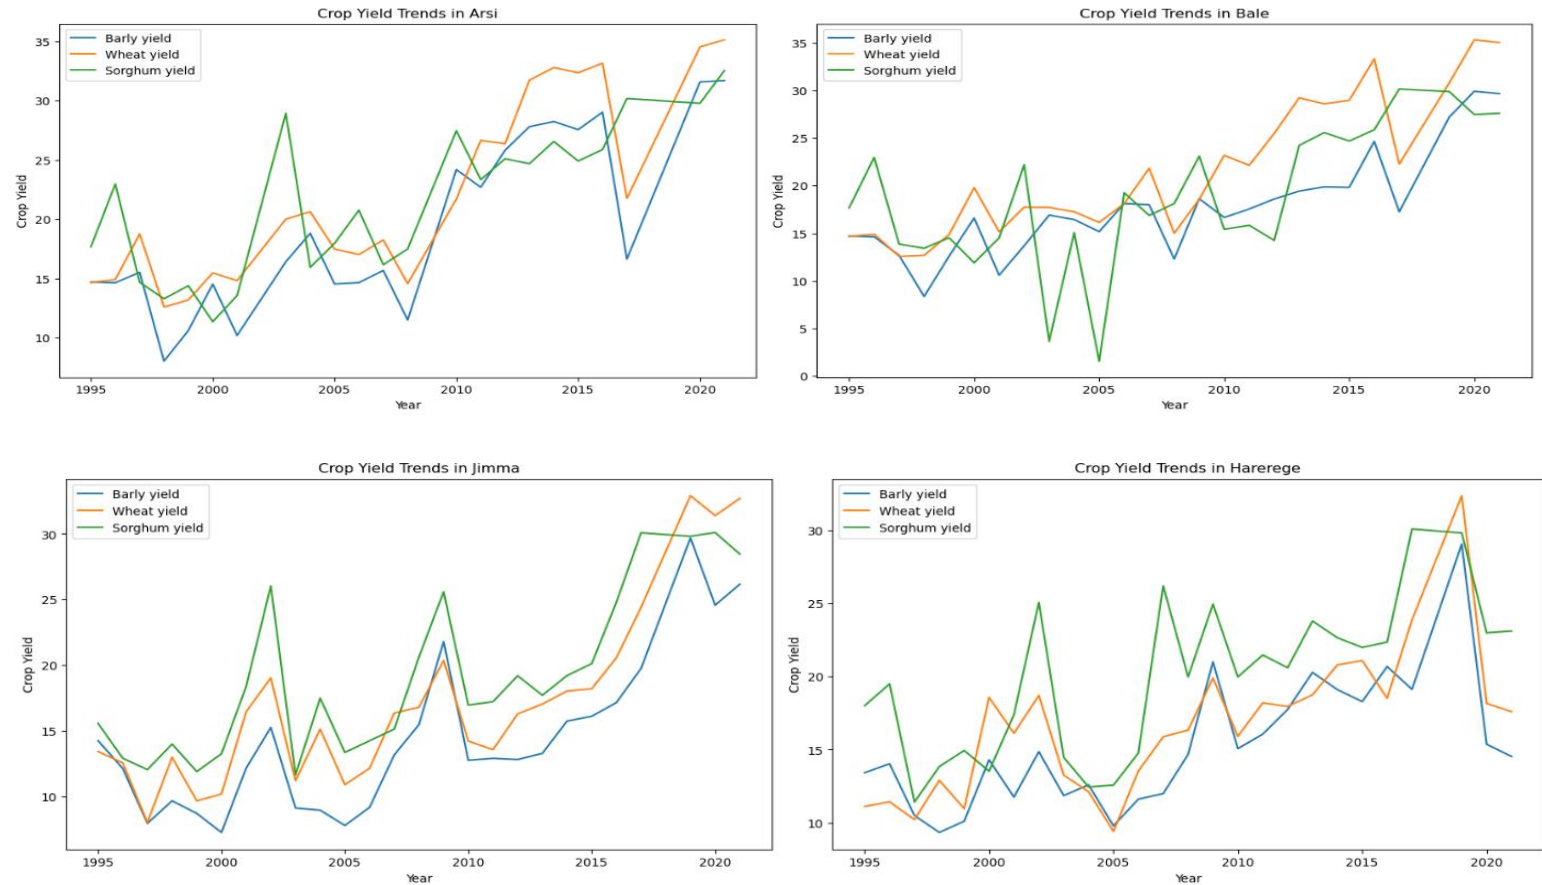 Crop Yield Trends in Arsi
Barly yield
Wheat yield
Sorghum yield
Crop Yield
35
30
25
20
15
10
1995 2000 2005 2010 2015 2020
Year
Crop Yield Trends in Bale
Barly yield
Wheat yield
Sorghum yield
Crop Yield
35
30
25
20
15
10
5
0
1995 2000 2005 2010 2015 2020
Year
Crop Yield Trends in Jimma
Barly yield
Wheat yield
Sorghum yield
Crop Yield
30
25
20
15
10
1995 2000 2005 2010 2015 2020
Year
Crop Yield Trends in Harerege
Barly yield
Wheat yield
Sorghum yield
Crop Yield
30
25
20
15
10
1995 2000 2005 2010 2015 2020
Year